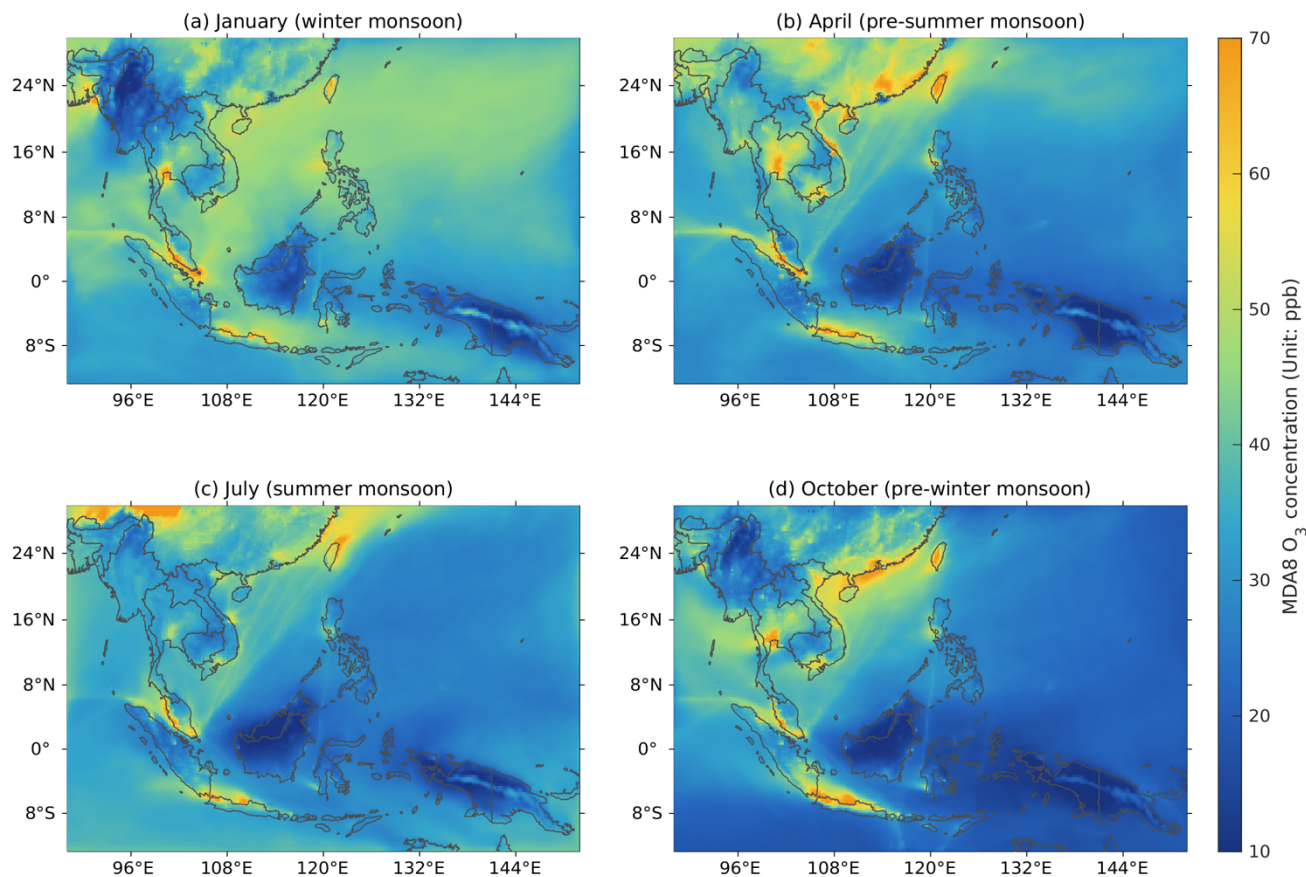 (a) January (winter monsoon)
(b) April (pre-summer monsoon)
24°N
16°N
8°N
0°
8°S
96°E 108°E 120°E 132°E 144°E
24°N
16°N
8°N
0°
8°S
96°E 108°E 120°E 132°E 144°E
(c) July (summer monsoon)
(d) October (pre-winter monsoon)
24°N
16°N
8°N
0°
8°S
96°E 108°E 120°E 132°E 144°E
24°N
16°N
8°N
0°
8°S
96°E 108°E 120°E 132°E 144°E
70
60
50
40
30
20
10
MDA8 O₃ concentration (Unit: ppb)